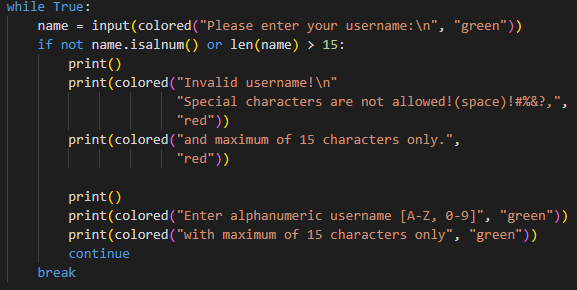 while True:
    name = input(colored("Please enter your username:\n", "green"))
    if not name.isalnum() or len(name) > 15:
        print()
        print(colored("Invalid username!\n"
                      "Special characters are not allowed!(space)!#%&?,",
                      "red"))
        print(colored("and maximum of 15 characters only.",
                      "red"))

        print()
        print(colored("Enter alphanumeric username [A-Z, 0-9]", "green"))
        print(colored("with maximum of 15 characters only", "green"))
        continue
    break